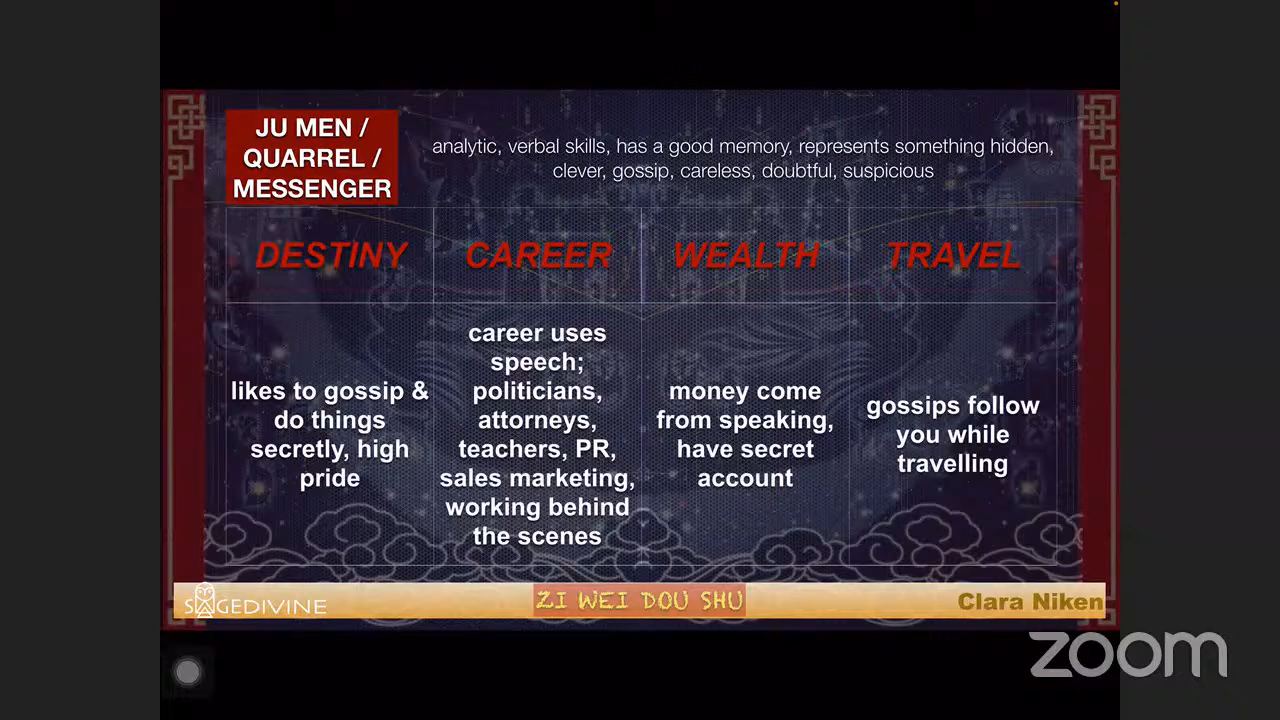 JU MEN /
QUARREL /
MESSENGER
analytic, verbal skills, has a good memory, represents something hidden,
clever, gossip, careless, doubtful, suspicious
DESTINY
CAREER
WEALTH
TRAVEL
likes to gossip &
do things
secretly, high
pride
career uses
speech;
politicians,
attorneys,
teachers, PR,
sales marketing,
working behind
the scenes
money come
from speaking,
have secret
account
gossips follow
you while
travelling
SAGEDIVINE
ZI WEI DOU SHU
Clara Niken
zoom